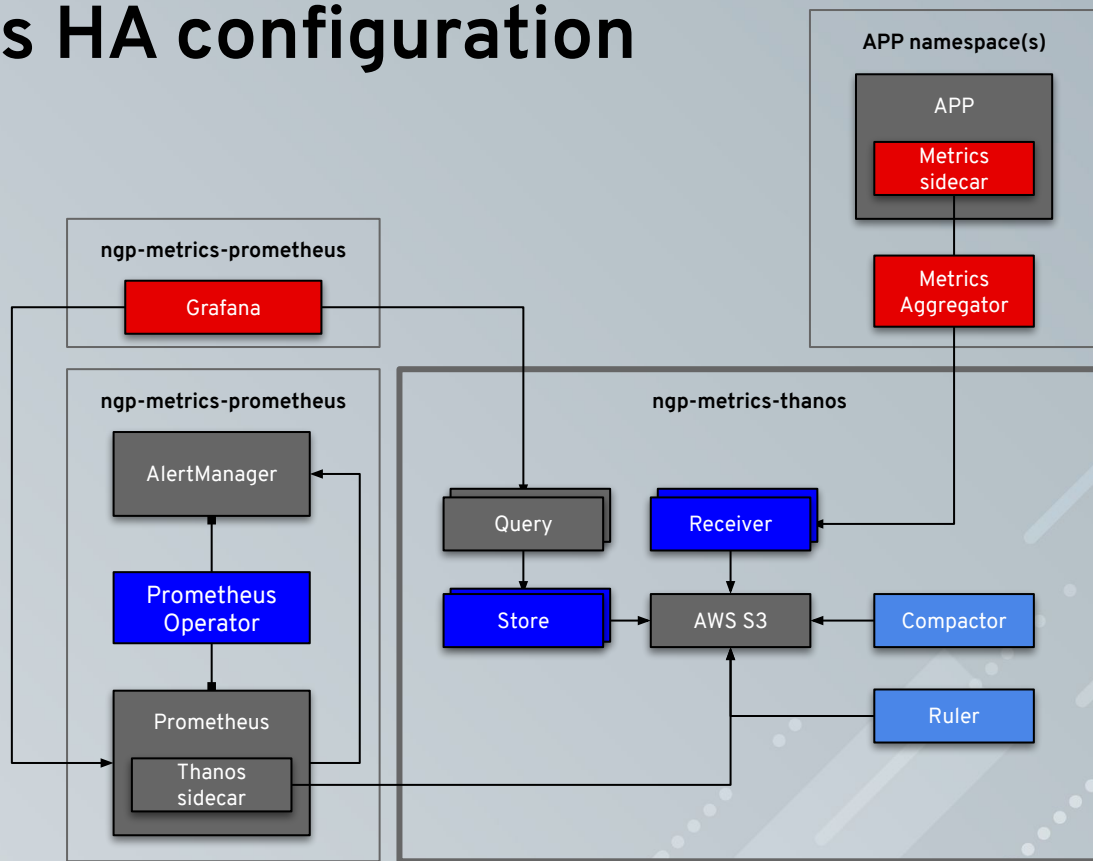 s HA configuration
APP namespace(s)
APP
Metrics
sidecar
Metrics
Aggregator
ngp-metrics-prometheus
Grafana
ngp-metrics-prometheus
AlertManager
Prometheus
Operator
Prometheus
Thanos
sidecar
ngp-metrics-thanos
Query
Receiver
Store
AWS S3
Compactor
Ruler